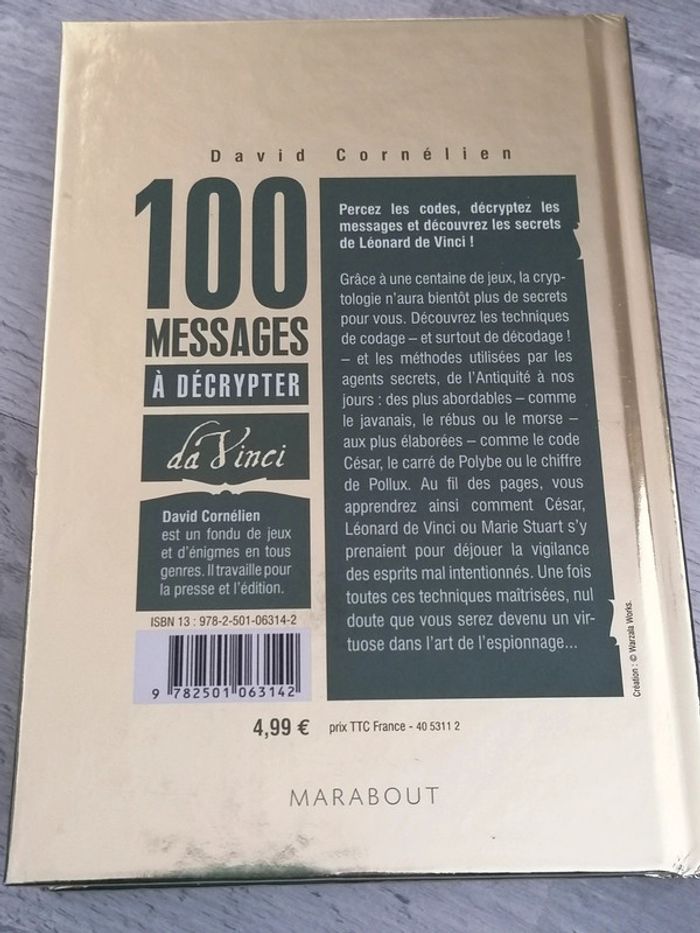 David Cornélien
100
MESSAGES
À DÉCRYPTER
da Vinci
David Cornélien
est un fondu de jeux
et d'énigmes en tous
genres. Il travaille pour
la presse et l'édition.
ISBN 13 : 978-2-501-06314-2
9 782501 063142
Percez les codes, décryptez les
messages et découvrez les secrets
de Léonard de Vinci !
Grâce à une centaine de jeux, la cryp-
tologie n'aura bientôt plus de secrets
pour vous. Découvrez les techniques
de codage – et surtout de décodage !
– et les méthodes utilisées par les
agents secrets, de l'Antiquité à nos
jours : des plus abordables – comme
le javanais, le rébus ou le morse –
aux plus élaborées – comme le code
César, le carré de Polybe ou le chiffre
de Pollux. Au fil des pages, vous
apprendrez ainsi comment César,
Léonard de Vinci ou Marie Stuart s'y
prenaient pour déjouer la vigilance
des esprits mal intentionnés. Une fois
toutes ces techniques maîtrisées, nul
doute que vous serez devenu un vir-
tuose dans l'art de l'espionnage...
Création : © Warzala Works.
4,99 € prix TTC France - 40 5311 2
MARABOUT